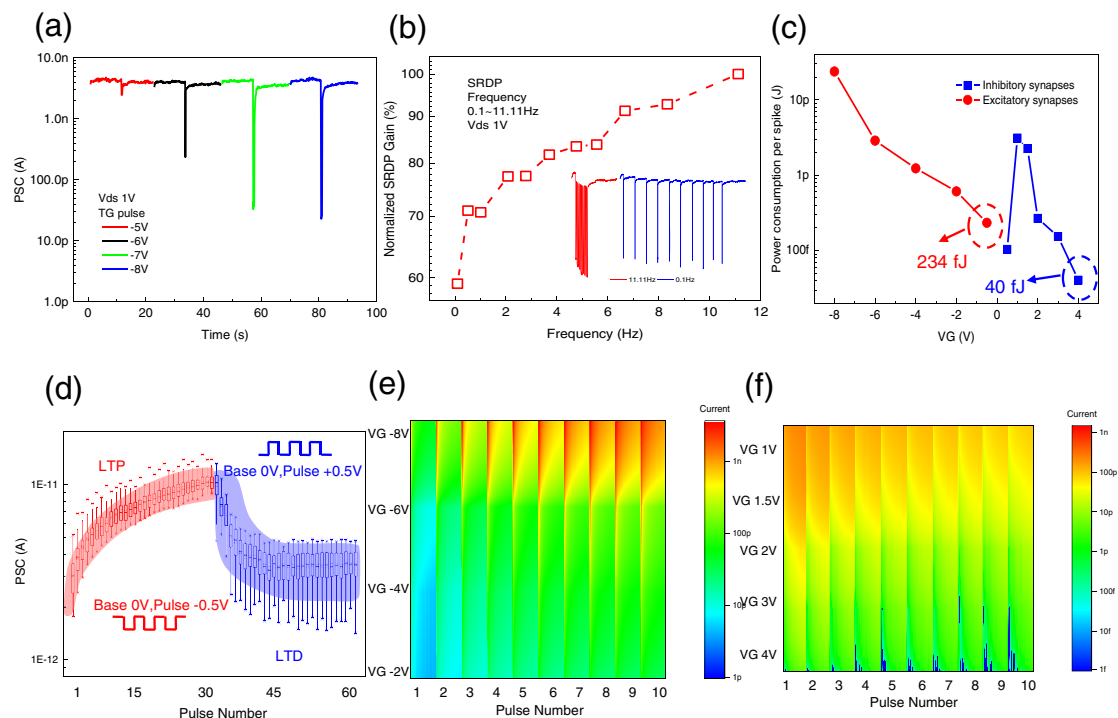 (a)
10.0n
1.0n
100.0p
10.0p
1.0p
PSC (A)
Vds 1V
TG pulse
-5V
-6V
-7V
-8V
0 20 40 60 80 100
Time (s)
(b)
100
90
80
70
60
Normalized SRDP Gain (%)
SRDP
Frequency
0.1~11.11Hz
Vds 1V
11.11Hz
0.1Hz
0 2 4 6 8 10 12 14
Frequency (Hz)
(c)
10p
1p
100f
Power consumption per spike (J)
Inhibitory synapses
Excitatory synapses
234 fJ
40 fJ
-8 -6 -4 -2 0 2 4
VG (V)
(d)
1E-11
1E-12
PSC (A)
LTP
Base 0V,Pulse +0.5V
Base 0V,Pulse -0.5V
LTD
1 15 30 45 60
Pulse Number
(e)
VG -8V
VG -6V
VG -4V
VG -2V
1 2 3 4 5 6 7 8 9 10
Pulse Number
Current
1n
100p
10p
1p
(f)
VG 1V
VG 1.5V
VG 2V
VG 3V
VG 4V
1 2 3 4 5 6 7 8 9 10
Pulse Number
Current
1n
100p
10p
1p
100f
10f
1f